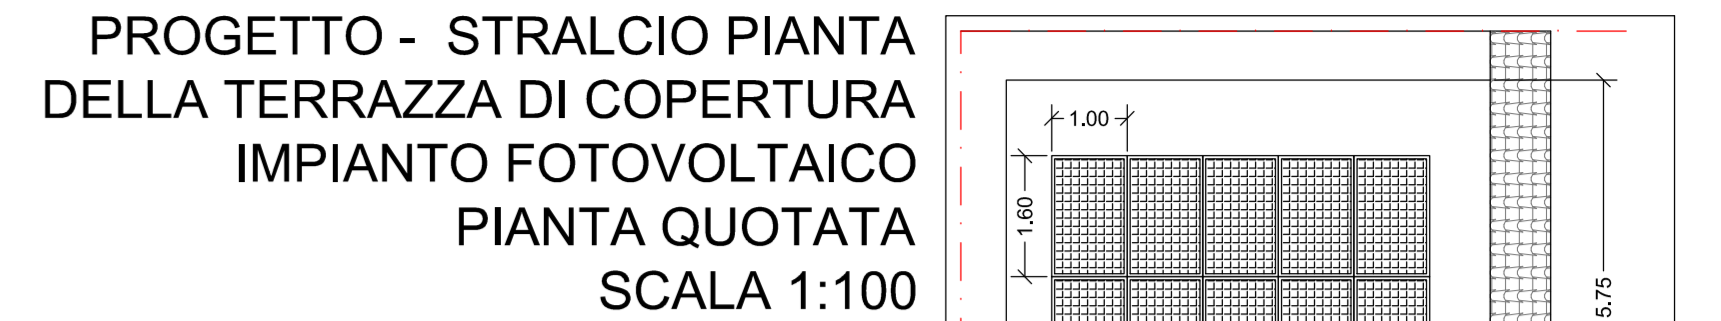 PROGETTO - STRALCIO PIANTA
DELLA TERRAZZA DI COPERTURA
IMPIANTO FOTOVOLTAICO
PIANTA QUOTATA
SCALA 1:100
1.00
1.60
5.75